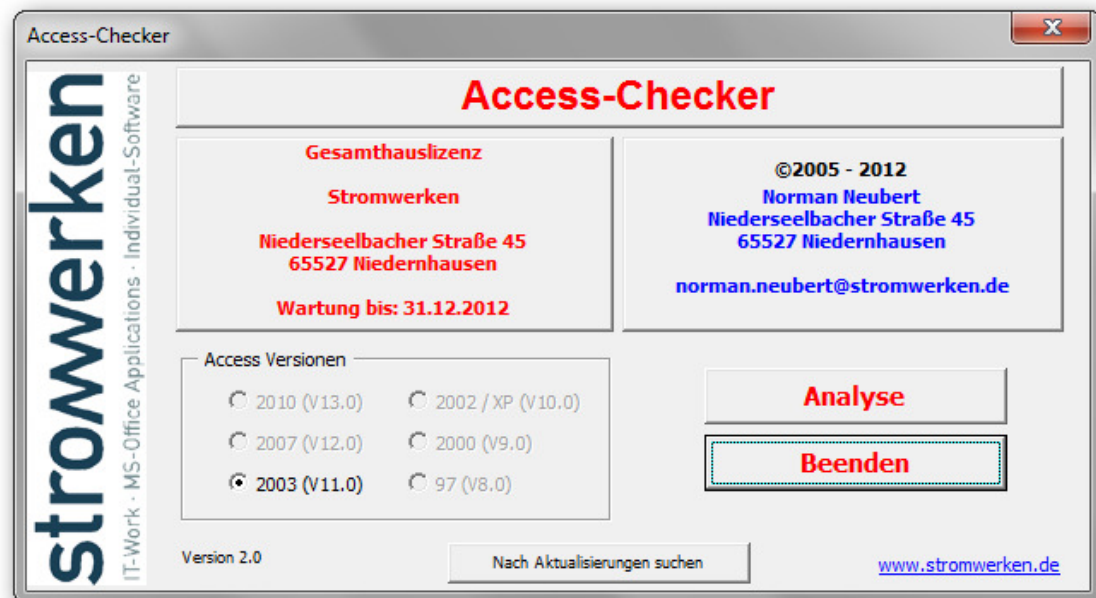 Access-Checker
stromwerken
IT-Work · MS-Office Applications · Individual-Software
Access-Checker
Gesamthauslizenz
Stromwerken
Niederseelbacher Straße 45
65527 Niedernhausen
Wartung bis: 31.12.2012
©2005 - 2012
Norman Neubert
Niederseelbacher Straße 45
65527 Niedernhausen
norman.neubert@stromwerken.de
Access Versionen
2010 (V13.0)
2002 / XP (V10.0)
2007 (V12.0)
2000 (V9.0)
2003 (V11.0)
97 (V8.0)
Analyse
Beenden
Version 2.0
Nach Aktualisierungen suchen
www.stromwerken.de